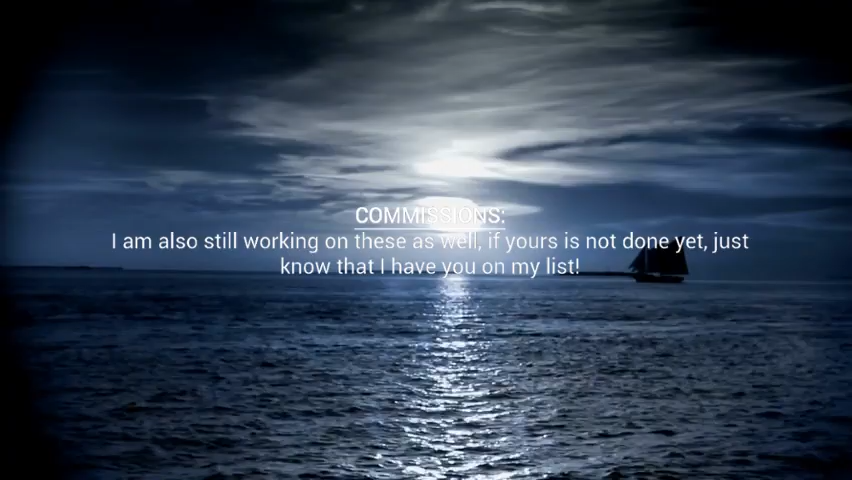 COMMISSIONS:
I am also still working on these as well, if yours is not done yet, just
know that I have you on my list!